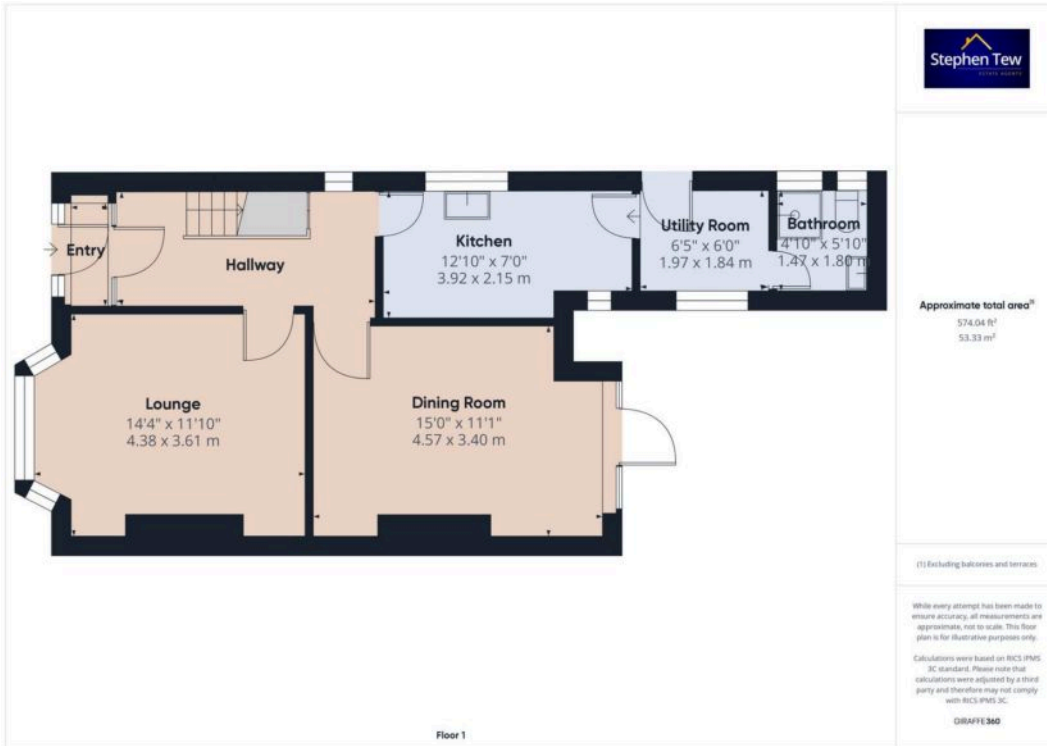 Stephen Tew
ESTATE AGENTS
Entry
Hallway
Kitchen
12'10" x 7'0"
3.92 x 2.15 m
Utility Room
6'5" x 6'0"
1.97 x 1.84 m
Bathroom
4'10" x 5'10"
1.47 x 1.80 m
Lounge
14'4" x 11'10"
4.38 x 3.61 m
Dining Room
15'0" x 11'1"
4.57 x 3.40 m
Floor 1
Approximate total area(1)
574.04 ft²
53.33 m²
(1) Excluding balconies and terraces
While every attempt has been made to
ensure accuracy, all measurements are
approximate, not to scale. This floor
plan is for illustrative purposes only.
Calculations were based on RICS IPMS
3C standard. Please note that
calculations were adjusted by a third
party and therefore may not comply
with RICS IPMS 3C.
GIRAFFE360